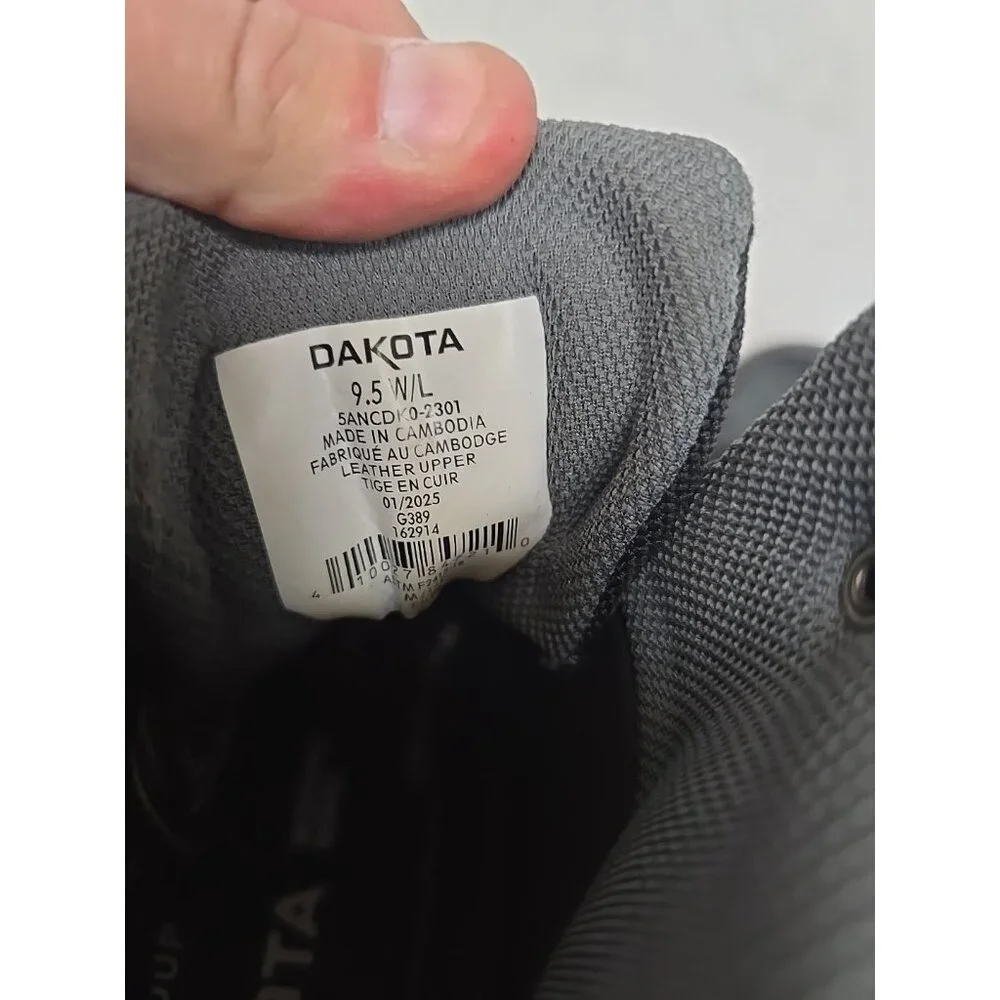 DAKOTA
9.5 W/L
5ANCDK0-2301
MADE IN CAMBODIA
FABRIQUÉ AU CAMBODGE
LEATHER UPPER
TIGE EN CUIR
01/2025
G389
162914